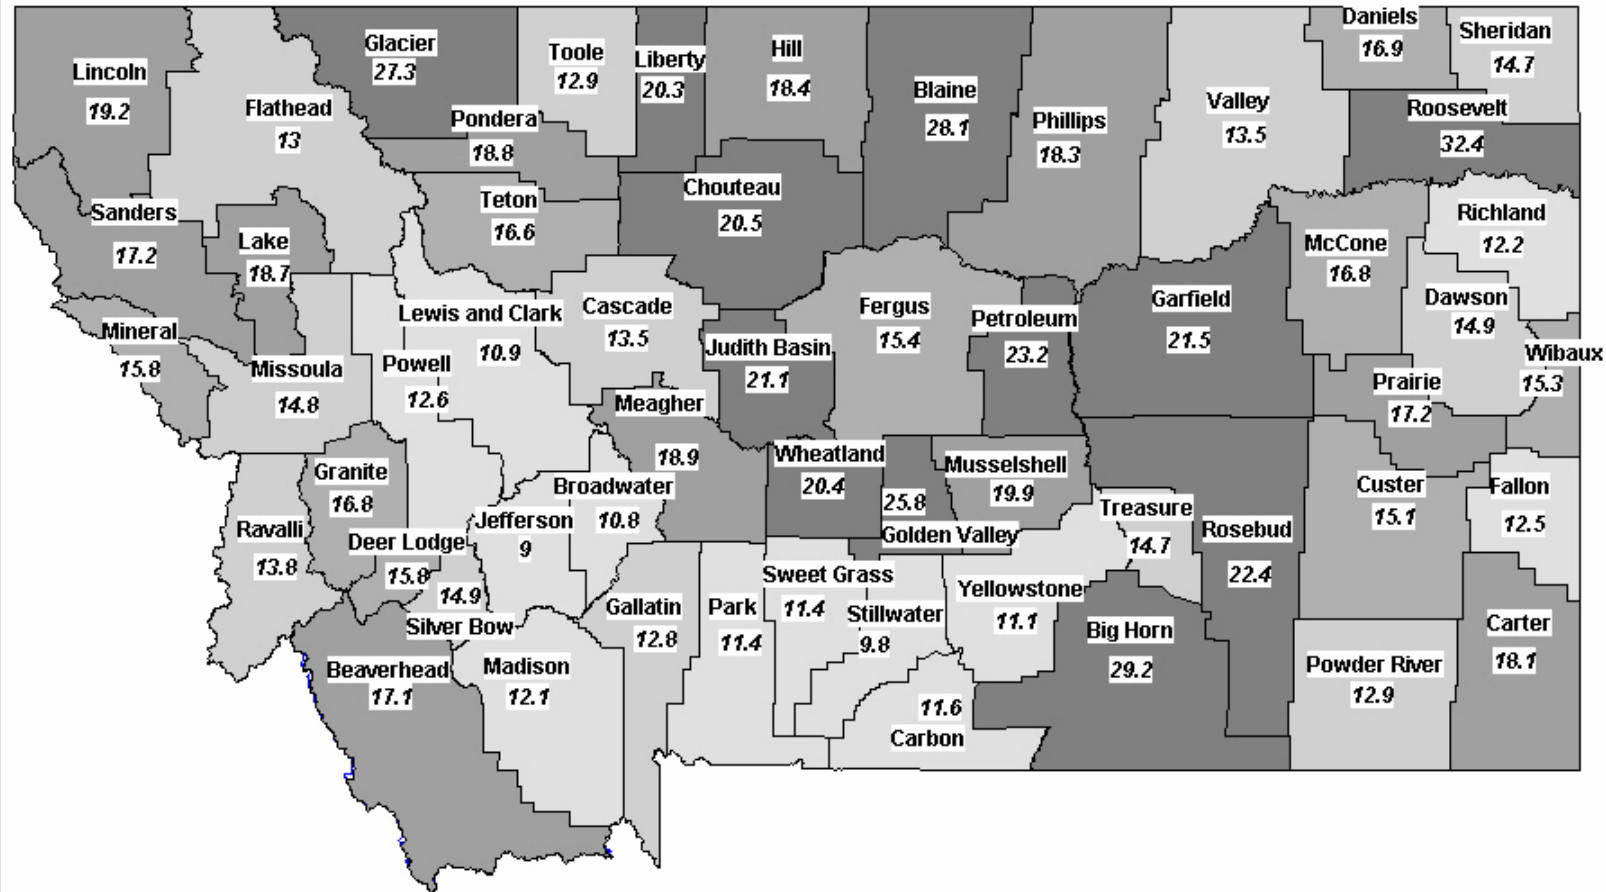 Lincoln
19.2
Flathead
13
Glacier
27.3
Toole
12.9
Liberty
20.3
Hill
18.4
Blaine
28.1
Phillips
18.3
Valley
13.5
Daniels
16.9
Sheridan
14.7
Roosevelt
32.4
Pondera
18.8
Teton
16.6
Chouteau
20.5
Sanders
17.2
Lake
18.7
Richland
12.2
McCone
16.8
Garfield
21.5
Dawson
14.9
Wibaux
15.3
Lewis and Clark
10.9
Cascade
13.5
Fergus
15.4
Petroleum
23.2
Judith Basin
21.1
Mineral
15.8
Missoula
14.8
Powell
12.6
Meagher
18.9
Prairie
17.2
Wheatland
20.4
25.8
Golden Valley
Musselshell
19.9
Treasure
14.7
Rosebud
22.4
Custer
15.1
Fallon
12.5
Granite
16.8
Ravalli
13.8
Deer Lodge
15.8
14.9
Silver Bow
Jefferson
9
Broadwater
10.8
Gallatin
12.8
Park
11.4
Sweet Grass
11.4
Stillwater
9.8
Yellowstone
11.1
Big Horn
29.2
Powder River
12.9
Carter
18.1
Beaverhead
17.1
Madison
12.1
11.6
Carbon